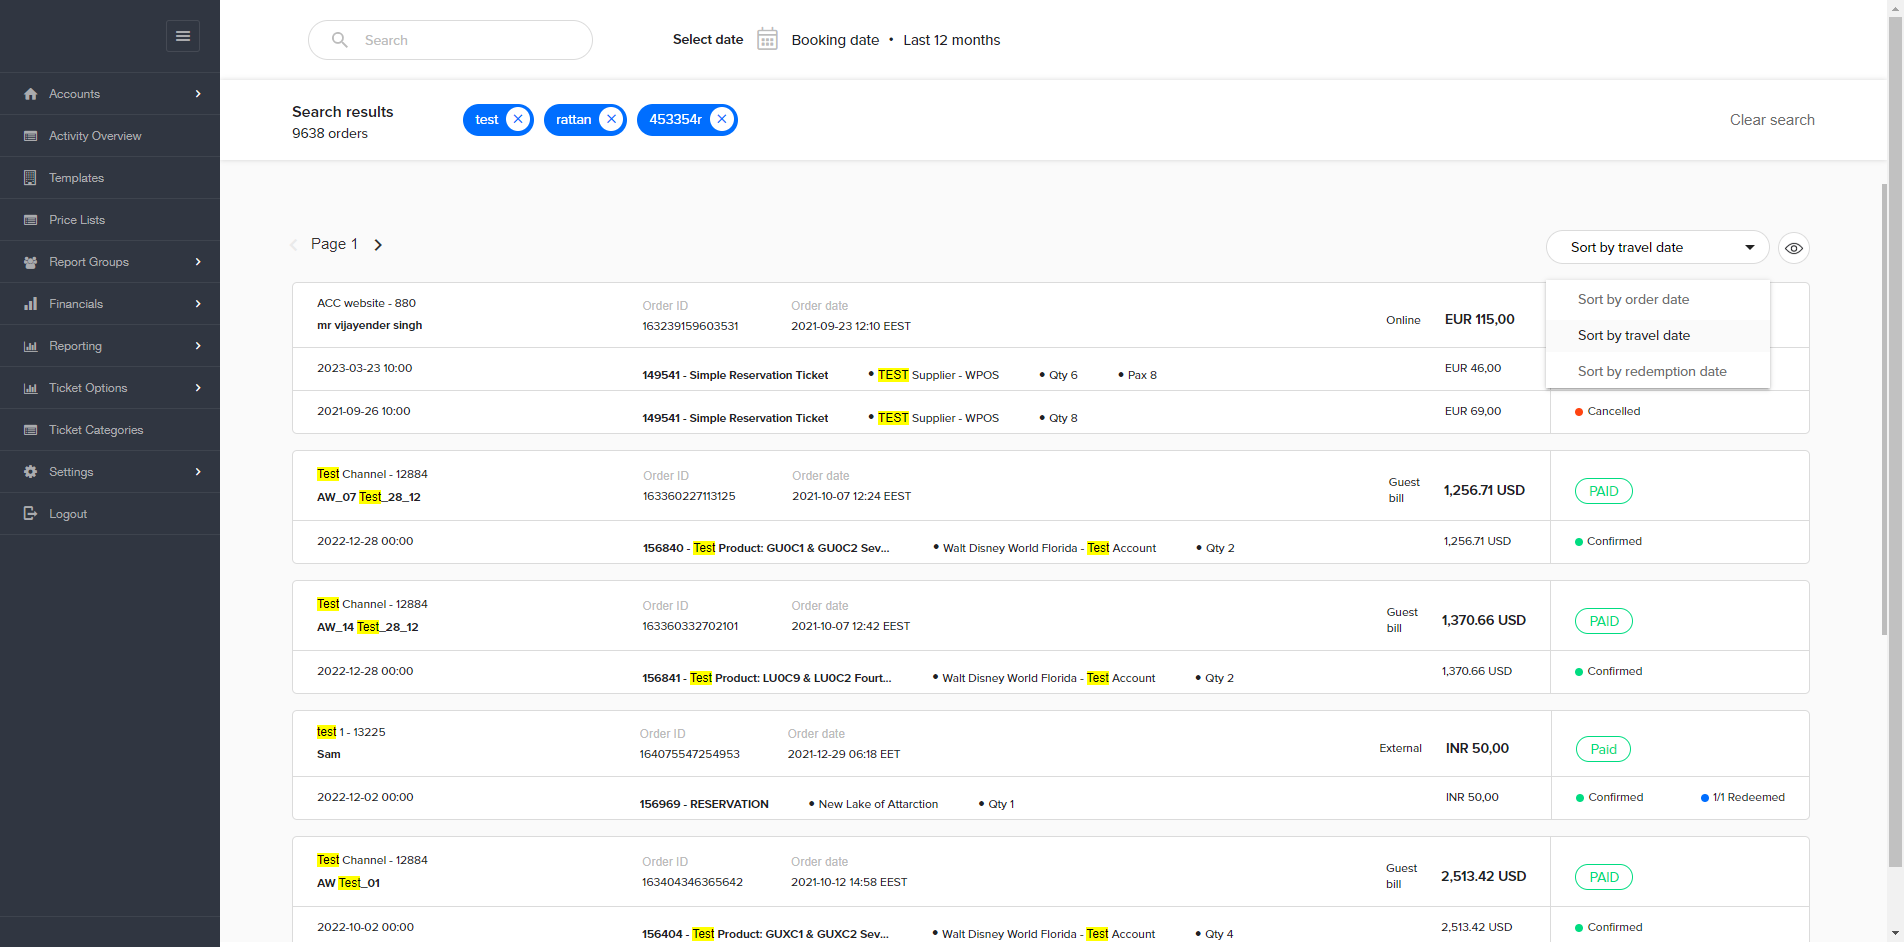 Search
Select date
Booking date • Last 12 months
Accounts
Activity Overview
Templates
Price Lists
Report Groups
Financials
Reporting
Ticket Options
Ticket Categories
Settings
Logout
Search results
9638 orders
test
rattan
453354r
Clear search
Page 1
Sort by travel date
Sort by order date
Sort by travel date
Sort by redemption date
ACC website - 880
mr vijayender singh
Order ID
163239159603531
Order date
2021-09-23 12:10 EEST
Online
EUR 115,00
2023-03-23 10:00
149541 - Simple Reservation Ticket • TEST Supplier - WPOS • Qty 6 • Pax 8
EUR 46,00
2021-09-26 10:00
149541 - Simple Reservation Ticket • TEST Supplier - WPOS • Qty 8
EUR 69,00
Cancelled
Test Channel - 12884
AW_07 Test_28_12
Order ID
163360227113125
Order date
2021-10-07 12:24 EEST
Guest
bill
1,256.71 USD
PAID
2022-12-28 00:00
156840 - Test Product: GU0C1 & GU0C2 Sev... • Walt Disney World Florida - Test Account • Qty 2
1,256.71 USD
Confirmed
Test Channel - 12884
AW_14 Test_28_12
Order ID
163360332702101
Order date
2021-10-07 12:42 EEST
Guest
bill
1,370.66 USD
PAID
2022-12-28 00:00
156841 - Test Product: LU0C9 & LU0C2 Fourt... • Walt Disney World Florida - Test Account • Qty 2
1,370.66 USD
Confirmed
test 1 - 13225
Sam
Order ID
164075547254953
Order date
2021-12-29 06:18 EET
External
INR 50,00
Paid
2022-12-02 00:00
156969 - RESERVATION • New Lake of Attarction • Qty 1
INR 50,00
Confirmed
1/1 Redeemed
Test Channel - 12884
AW Test_01
Order ID
163404346365642
Order date
2021-10-12 14:58 EEST
Guest
bill
2,513.42 USD
PAID
2022-10-02 00:00
156404 - Test Product: GUXC1 & GUXC2 Sev... • Walt Disney World Florida - Test Account • Qty 4
2,513.42 USD
Confirmed